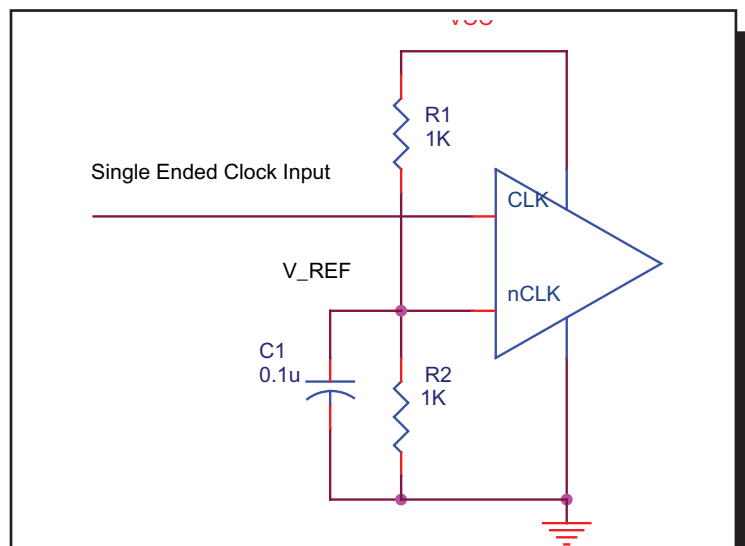 R1
1K
Single Ended Clock Input
CLK
V_REF
nCLK
C1
0.1u
R2
1K